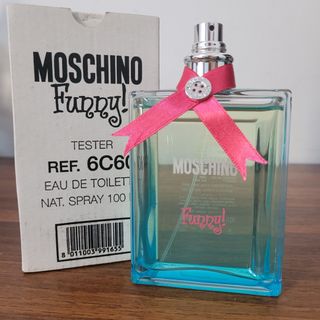 MOSCHINO
Funny!
TESTER
REF. 6C60
EAU DE TOILETT
NAT. SPRAY 100
8 011003 991655
MOSCHINO
Funny!